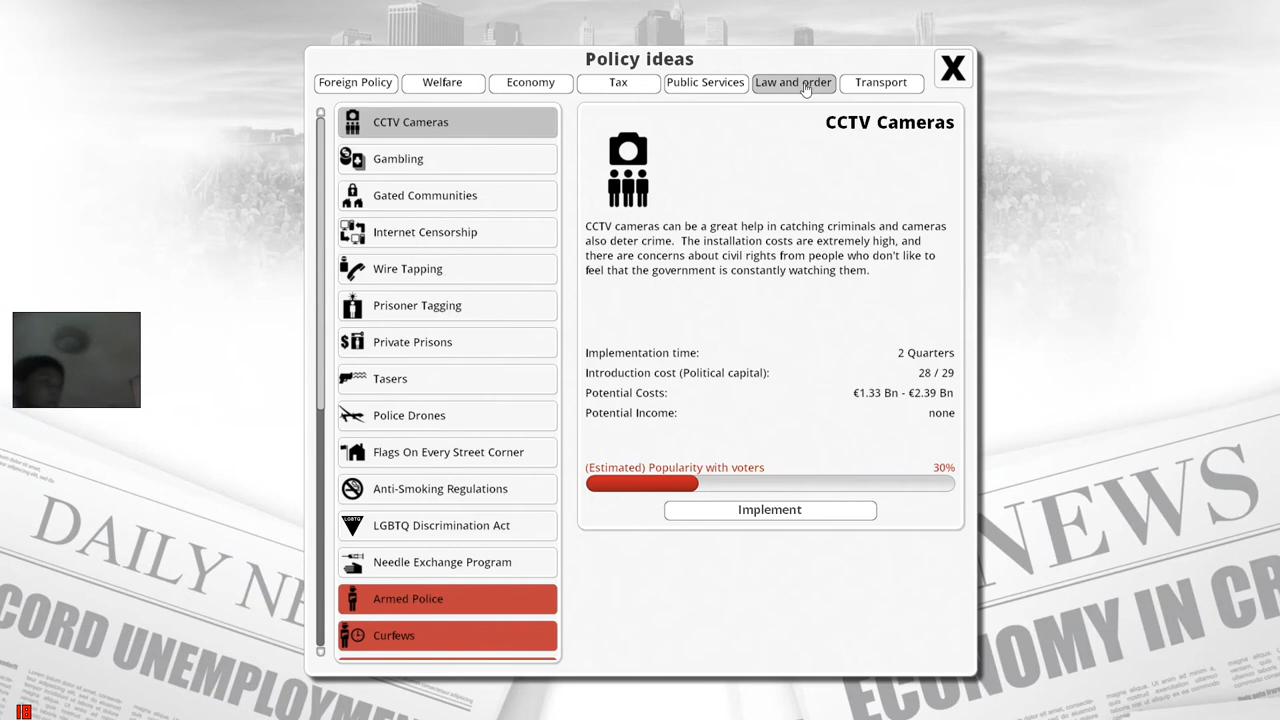 Policy ideas
X
Foreign Policy
Welfare
Economy
Tax
Public Services
Law and order
Transport
CCTV Cameras
Gambling
Gated Communities
Internet Censorship
Wire Tapping
Prisoner Tagging
Private Prisons
Tasers
Police Drones
Flags On Every Street Corner
Anti-Smoking Regulations
LGBTQ
LGBTQ Discrimination Act
Needle Exchange Program
Armed Police
Curfews
CCTV Cameras
CCTV cameras can be a great help in catching criminals and cameras
also deter crime. The installation costs are extremely high, and
there are concerns about civil rights from people who don't like to
feel that the government is constantly watching them.
Implementation time: 2 Quarters
Introduction cost (Political capital): 28 / 29
Potential Costs: €1.33 Bn - €2.39 Bn
Potential Income: none
(Estimated) Popularity with voters 30%
Implement
DAILY NE
CORD UNEMPLOYM
NEWS
ECONOMY IN CR
18